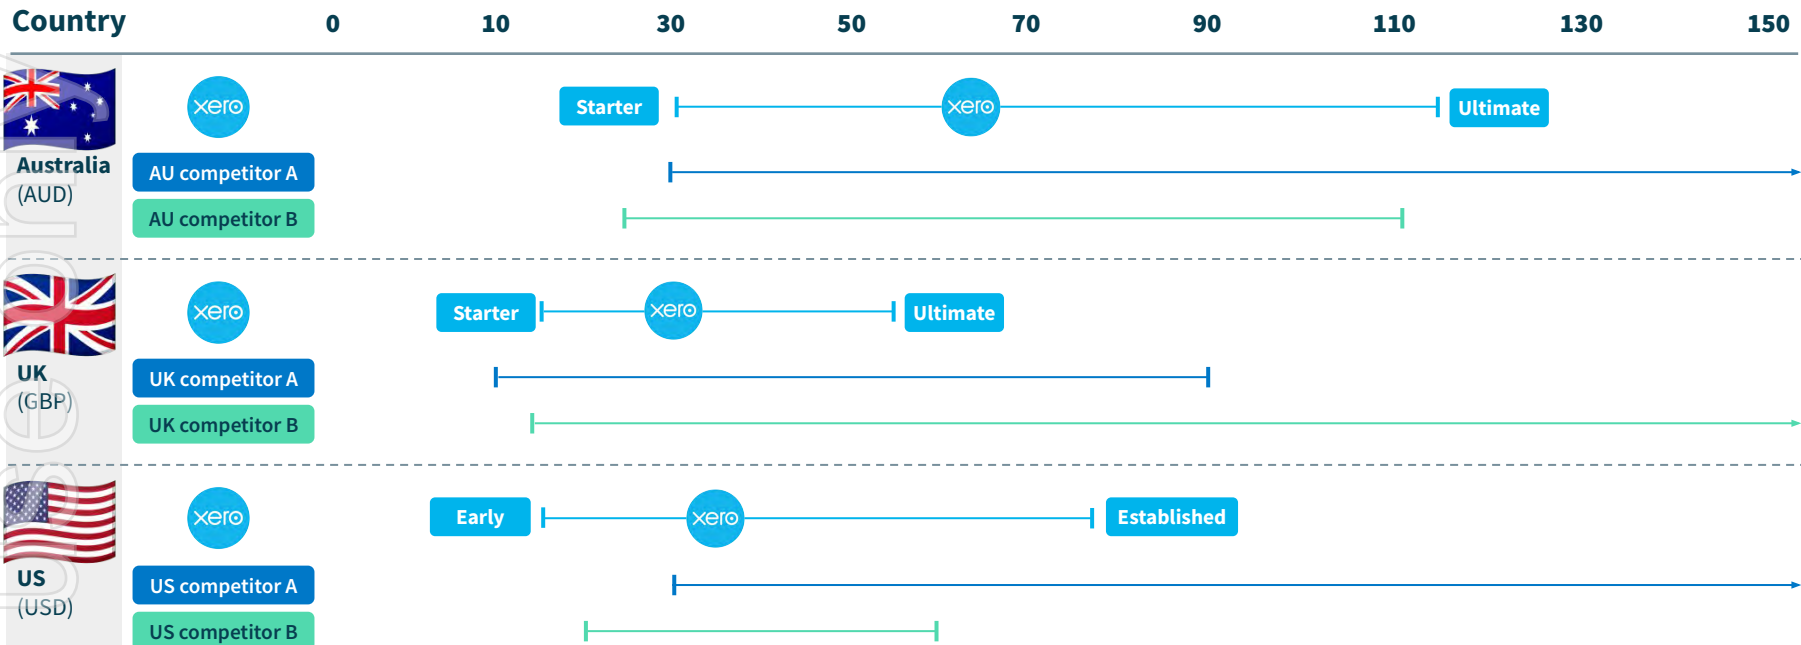 Country 0 10 30 50 70 90 110 130 150
xero Starter xero Ultimate
Australia
(AUD)
AU competitor A
AU competitor B
xero Starter xero Ultimate
UK
(GBP)
UK competitor A
UK competitor B
xero Early xero Established
US
(USD)
US competitor A
US competitor B